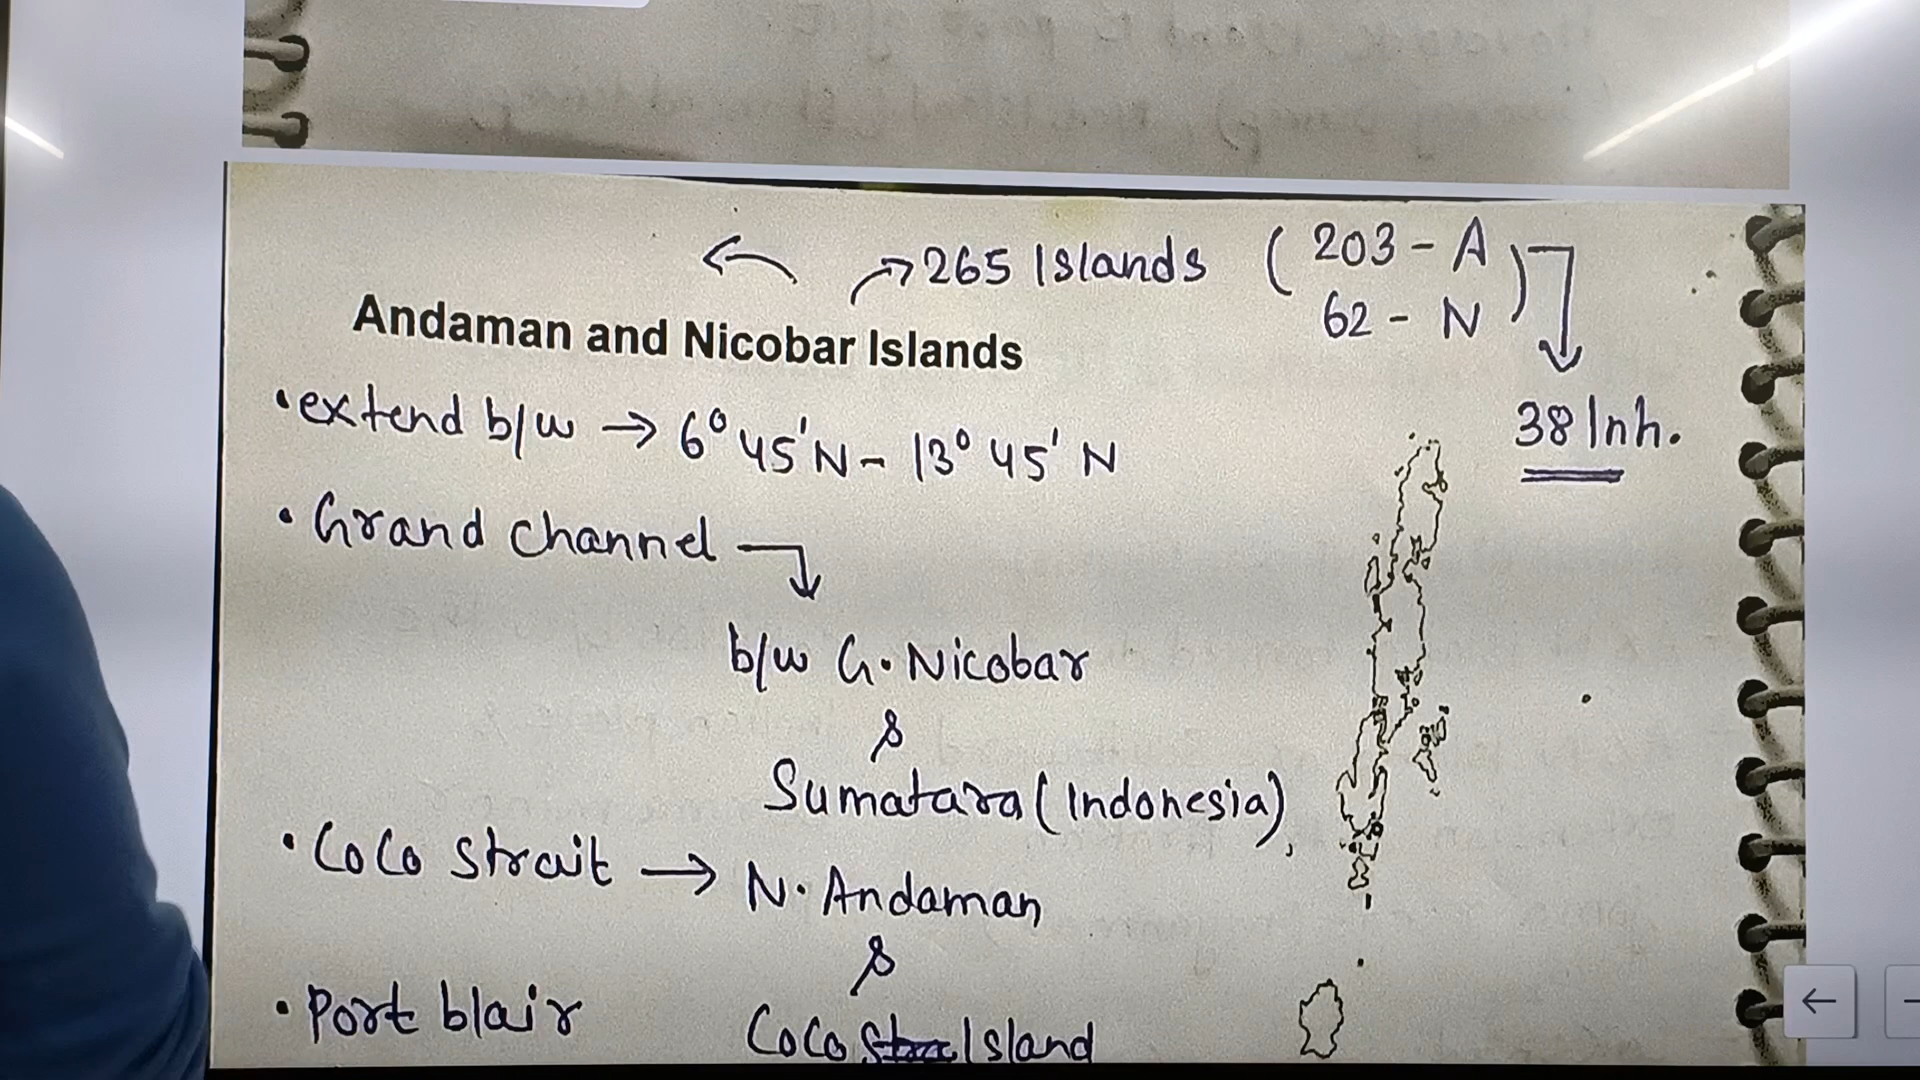 →265 Islands ( 203 - A
62 - N )
Andaman and Nicobar Islands
38 Inh.
•extend b/w → 6°45'N - 13°45'N
•Grand channel
b/w G. Nicobar
&
Sumatara (Indonesia)
•CoCo strait → N. Andaman
&
•Port blair
CoCo Island